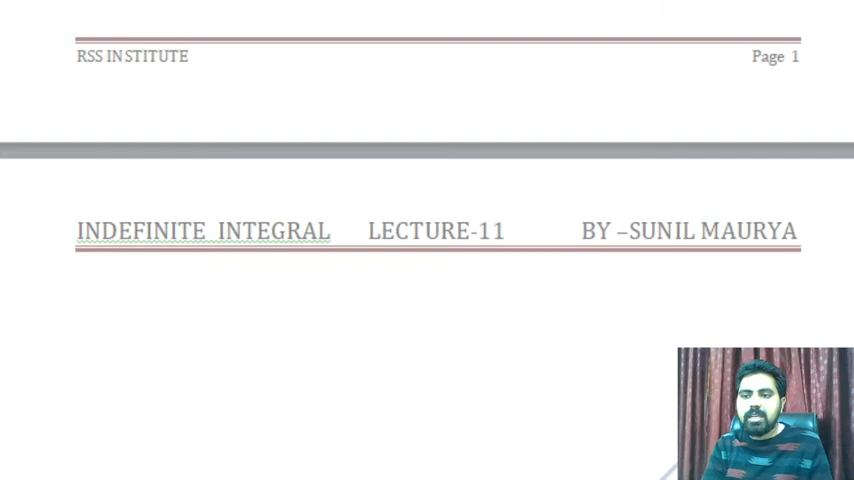 RSS INSTITUTE Page 1
INDEFINITE INTEGRAL LECTURE-11 BY –SUNIL MAURYA